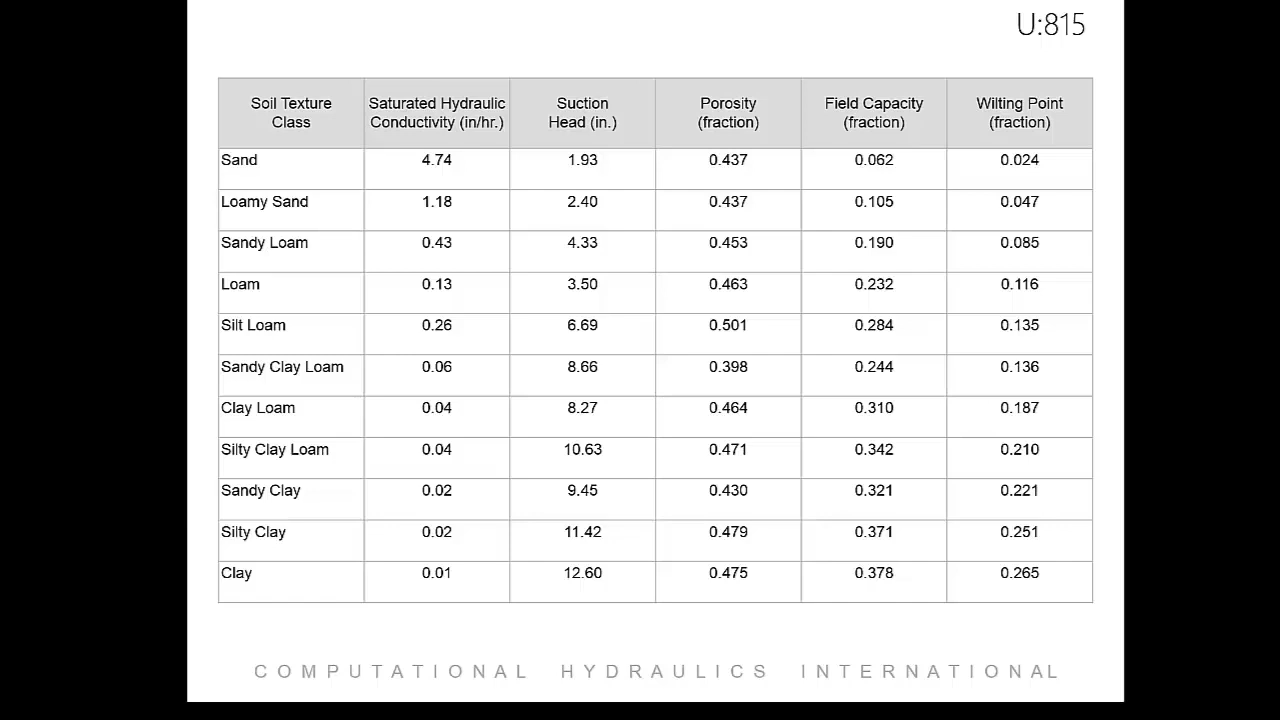 U:815
Soil Texture Class Saturated Hydraulic Conductivity (in/hr.) Suction Head (in.) Porosity (fraction) Field Capacity (fraction) Wilting Point (fraction)
Sand 4.74 1.93 0.437 0.062 0.024
Loamy Sand 1.18 2.40 0.437 0.105 0.047
Sandy Loam 0.43 4.33 0.453 0.190 0.085
Loam 0.13 3.50 0.463 0.232 0.116
Silt Loam 0.26 6.69 0.501 0.284 0.135
Sandy Clay Loam 0.06 8.66 0.398 0.244 0.136
Clay Loam 0.04 8.27 0.464 0.310 0.187
Silty Clay Loam 0.04 10.63 0.471 0.342 0.210
Sandy Clay 0.02 9.45 0.430 0.321 0.221
Silty Clay 0.02 11.42 0.479 0.371 0.251
Clay 0.01 12.60 0.475 0.378 0.265
COMPUTATIONAL HYDRAULICS INTERNATIONAL